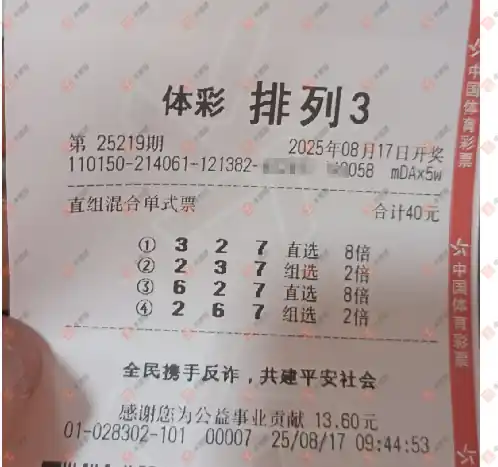 体彩 排列3
第 25219期 2025年08月17日开奖
110150-214061-121382- 0058 mDAx5w
直组混合单式票 合计40元
① 3 2 7 直选 8倍
② 2 3 7 组选 2倍
③ 6 2 7 直选 8倍
④ 2 6 7 组选 2倍
全民携手反诈，共建平安社会
感谢您为公益事业贡献 13.60元
01-028302-101 00007 25/08/17 09:44:53
中国体育彩票
中国体育彩票